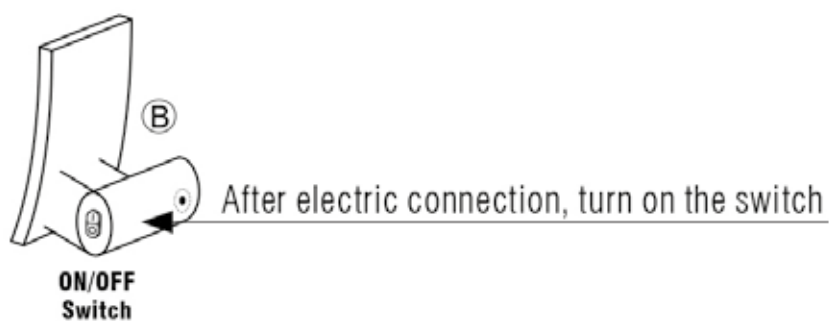 B
After electric connection, turn on the switch
ON/OFF
Switch